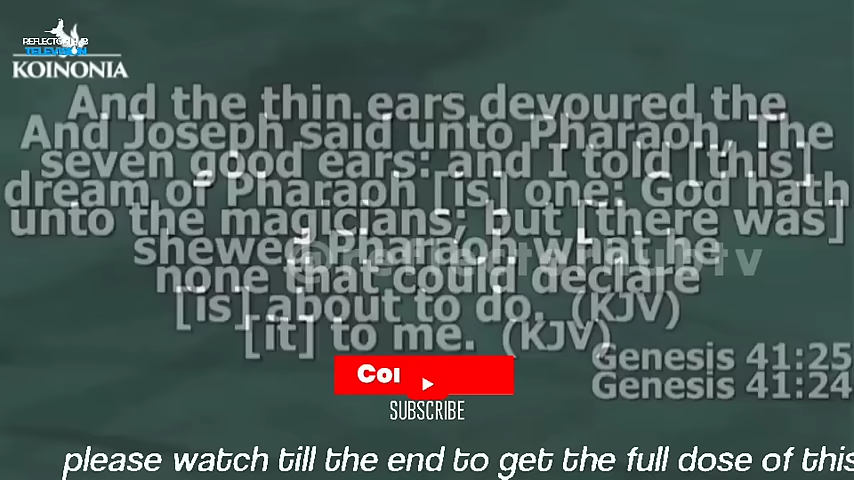 REFLECTOR HUB
TELEVISION
KOINONIA
And the thin ears devoured the
And Joseph said unto Pharaoh, The
seven good ears: and I told [this]
dream of Pharaoh [is] one: God hath
unto the magicians; but [there was]
shewed Pharaoh what he
@reflectorhubtv
none that could declare
[is] about to do. (KJV)
[it] to me. (KJV)
Genesis 41:25
Genesis 41:24
SUBSCRIBE
please watch till the end to get the full dose of this